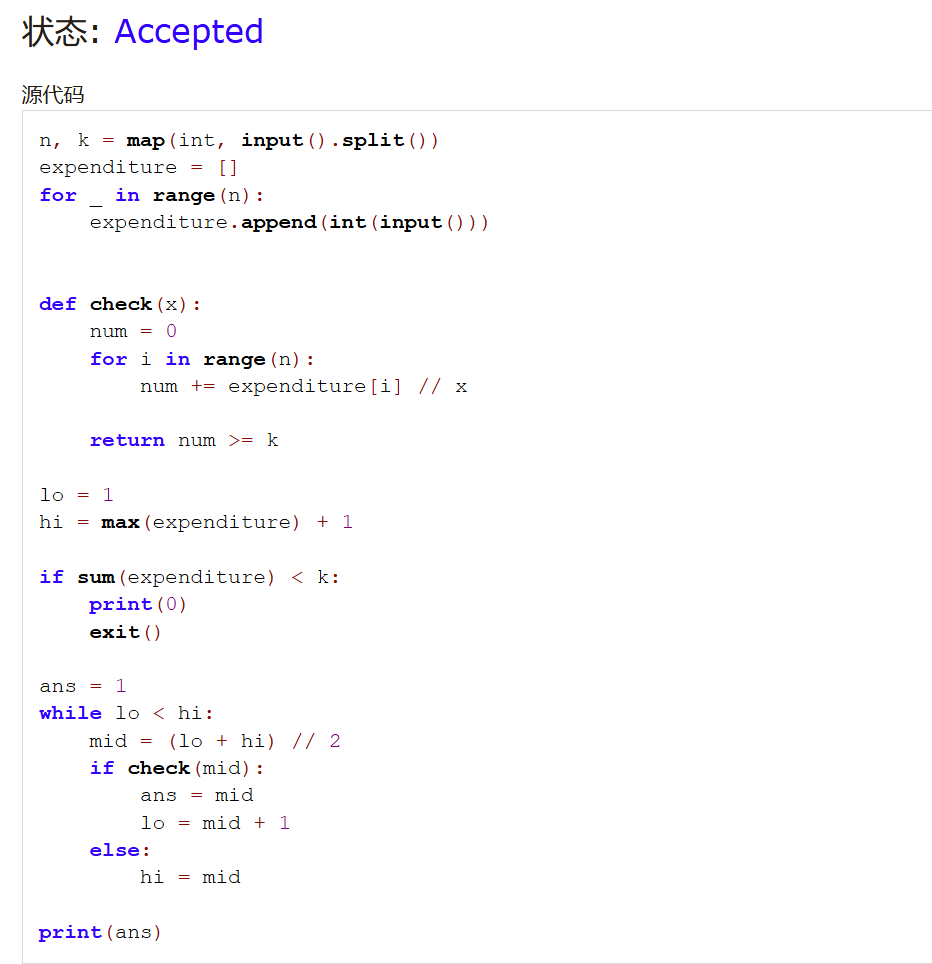 状态: Accepted
源代码
n, k = map(int, input().split())
expenditure = []
for _ in range(n):
    expenditure.append(int(input()))
def check(x):
    num = 0
    for i in range(n):
        num += expenditure[i] // x
    return num >= k
lo = 1
hi = max(expenditure) + 1
if sum(expenditure) < k:
    print(0)
    exit()
ans = 1
while lo < hi:
    mid = (lo + hi) // 2
    if check(mid):
        ans = mid
        lo = mid + 1
    else:
        hi = mid
print(ans)